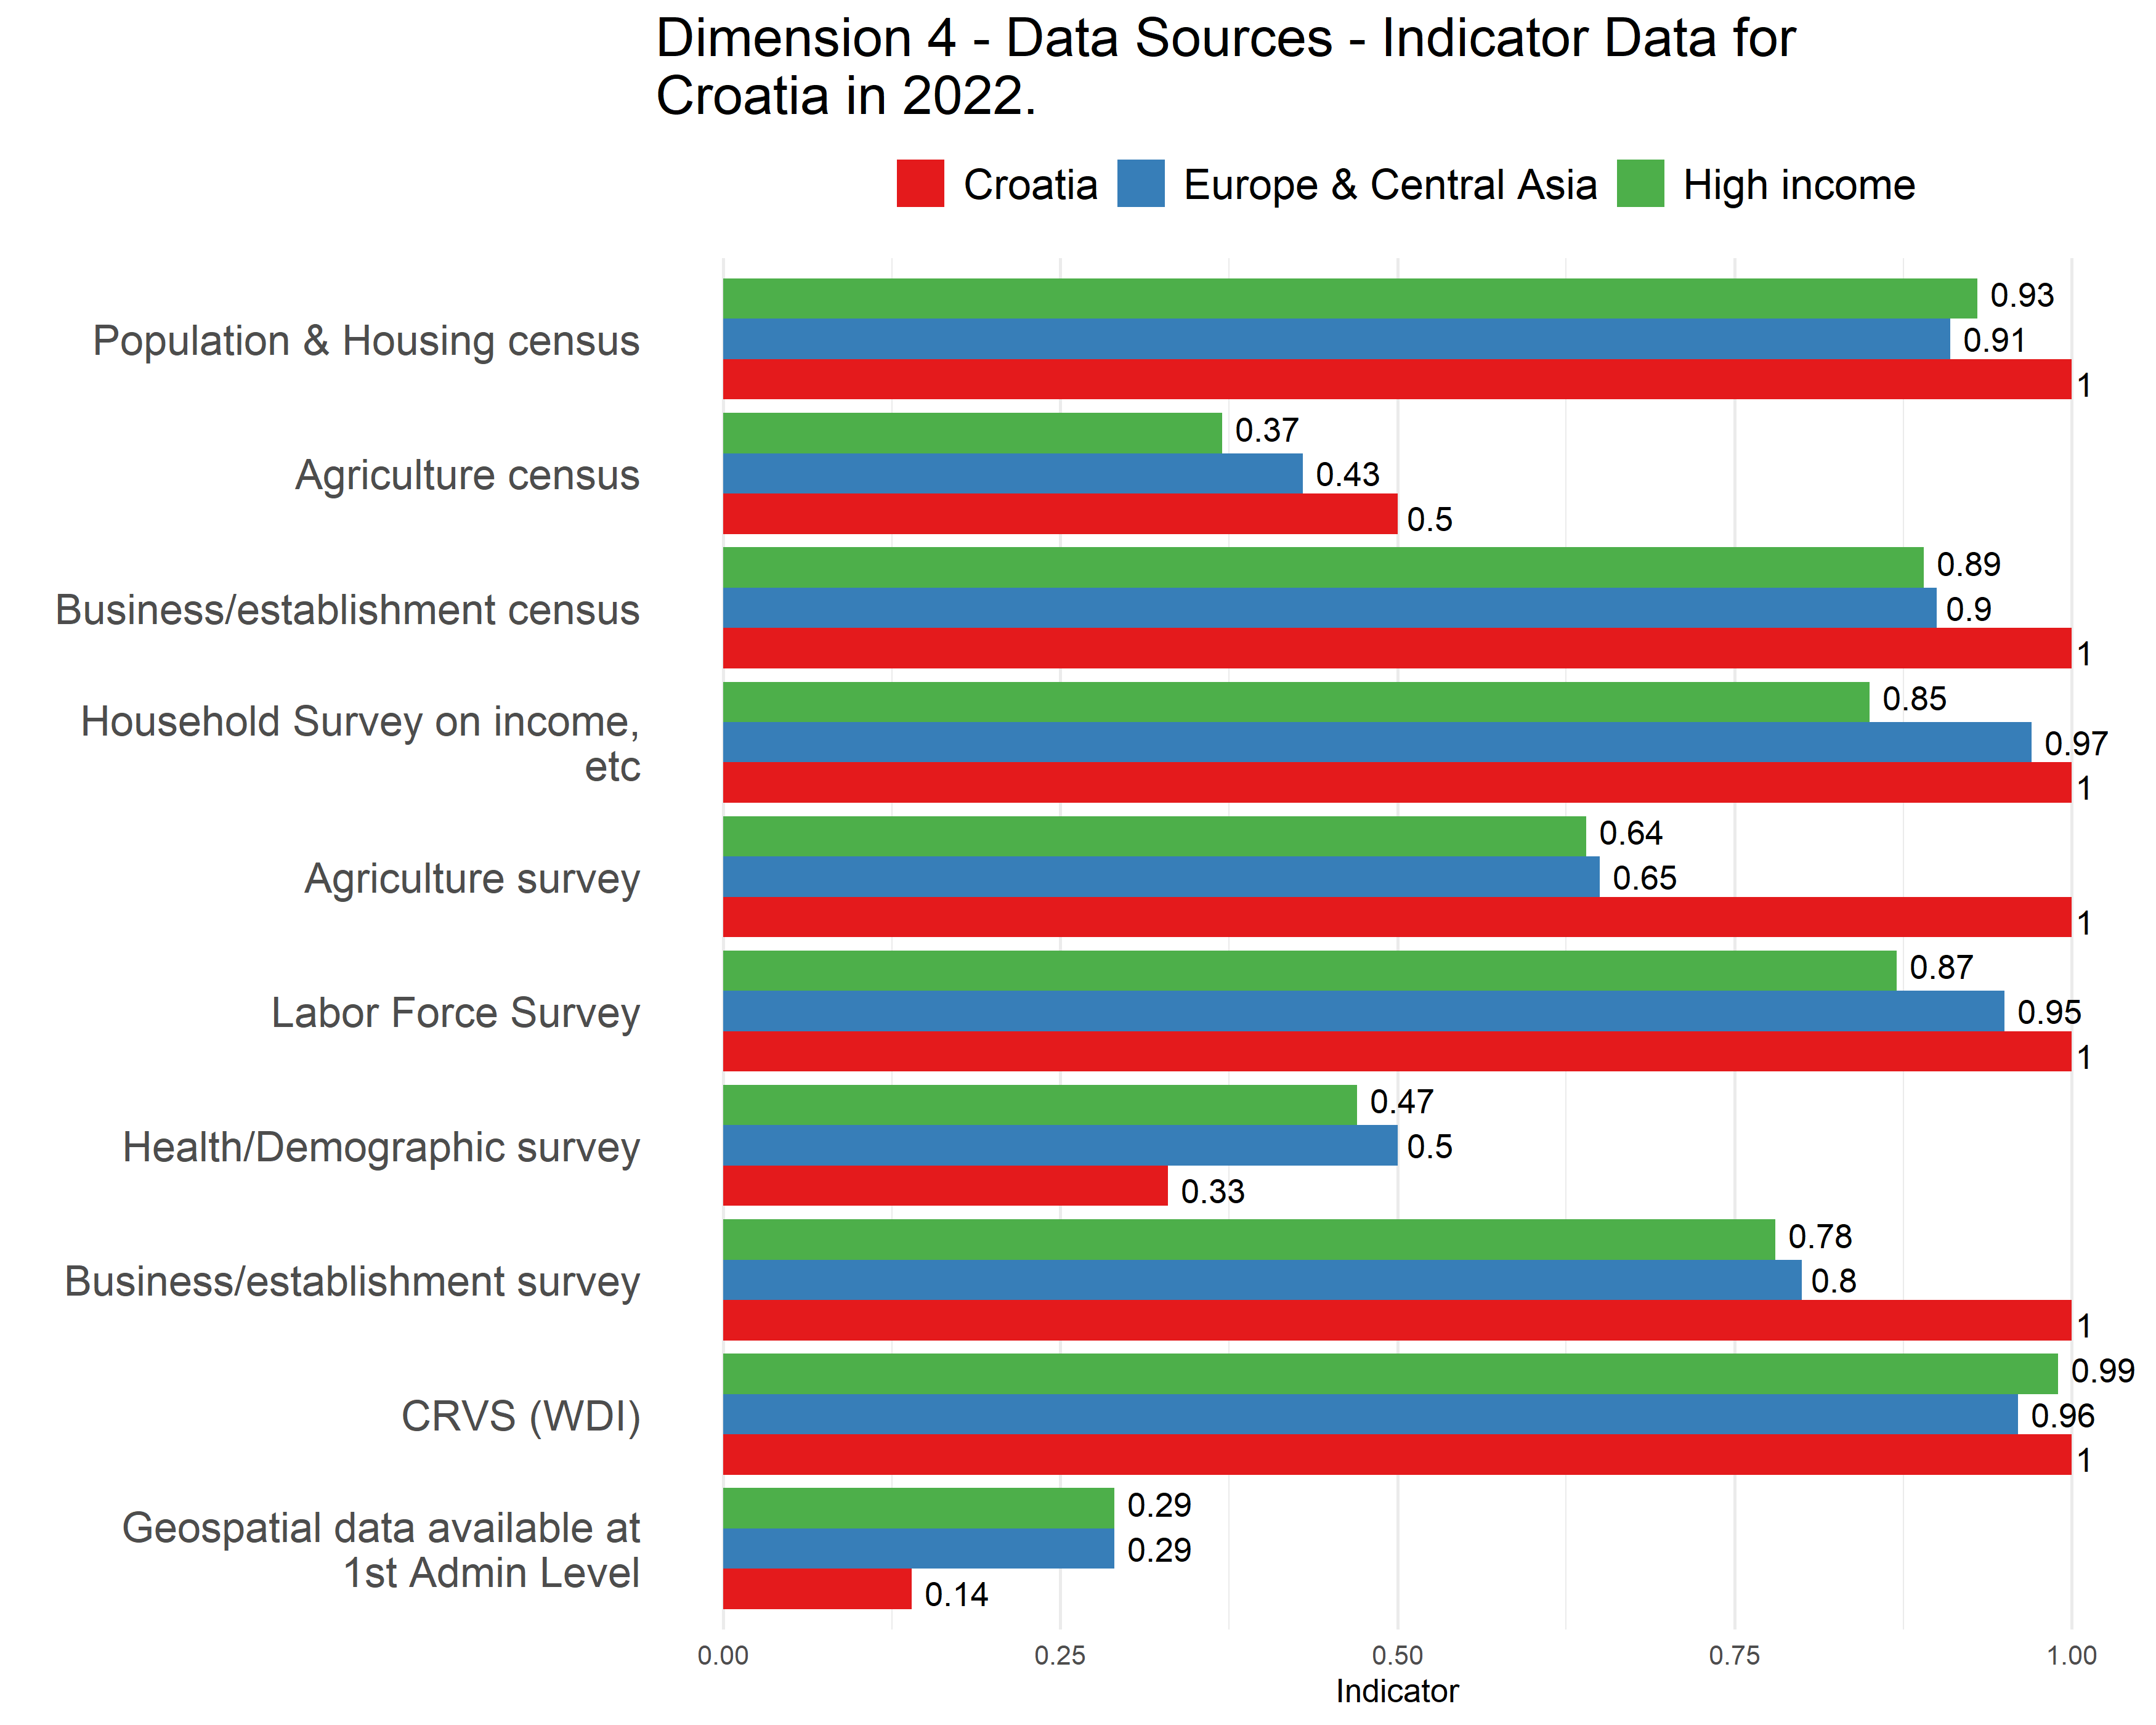 Dimension 4 - Data Sources - Indicator Data for
Croatia in 2022.
Croatia Europe & Central Asia High income
Population & Housing census
0.93
0.91
1
Agriculture census
0.37
0.43
0.5
Business/establishment census
0.89
0.9
1
Household Survey on income,
etc
0.85
0.97
1
Agriculture survey
0.64
0.65
1
Labor Force Survey
0.87
0.95
1
Health/Demographic survey
0.47
0.5
0.33
Business/establishment survey
0.78
0.8
1
CRVS (WDI)
0.99
0.96
1
Geospatial data available at
1st Admin Level
0.29
0.29
0.14
0.00 0.25 0.50 0.75 1.00
Indicator